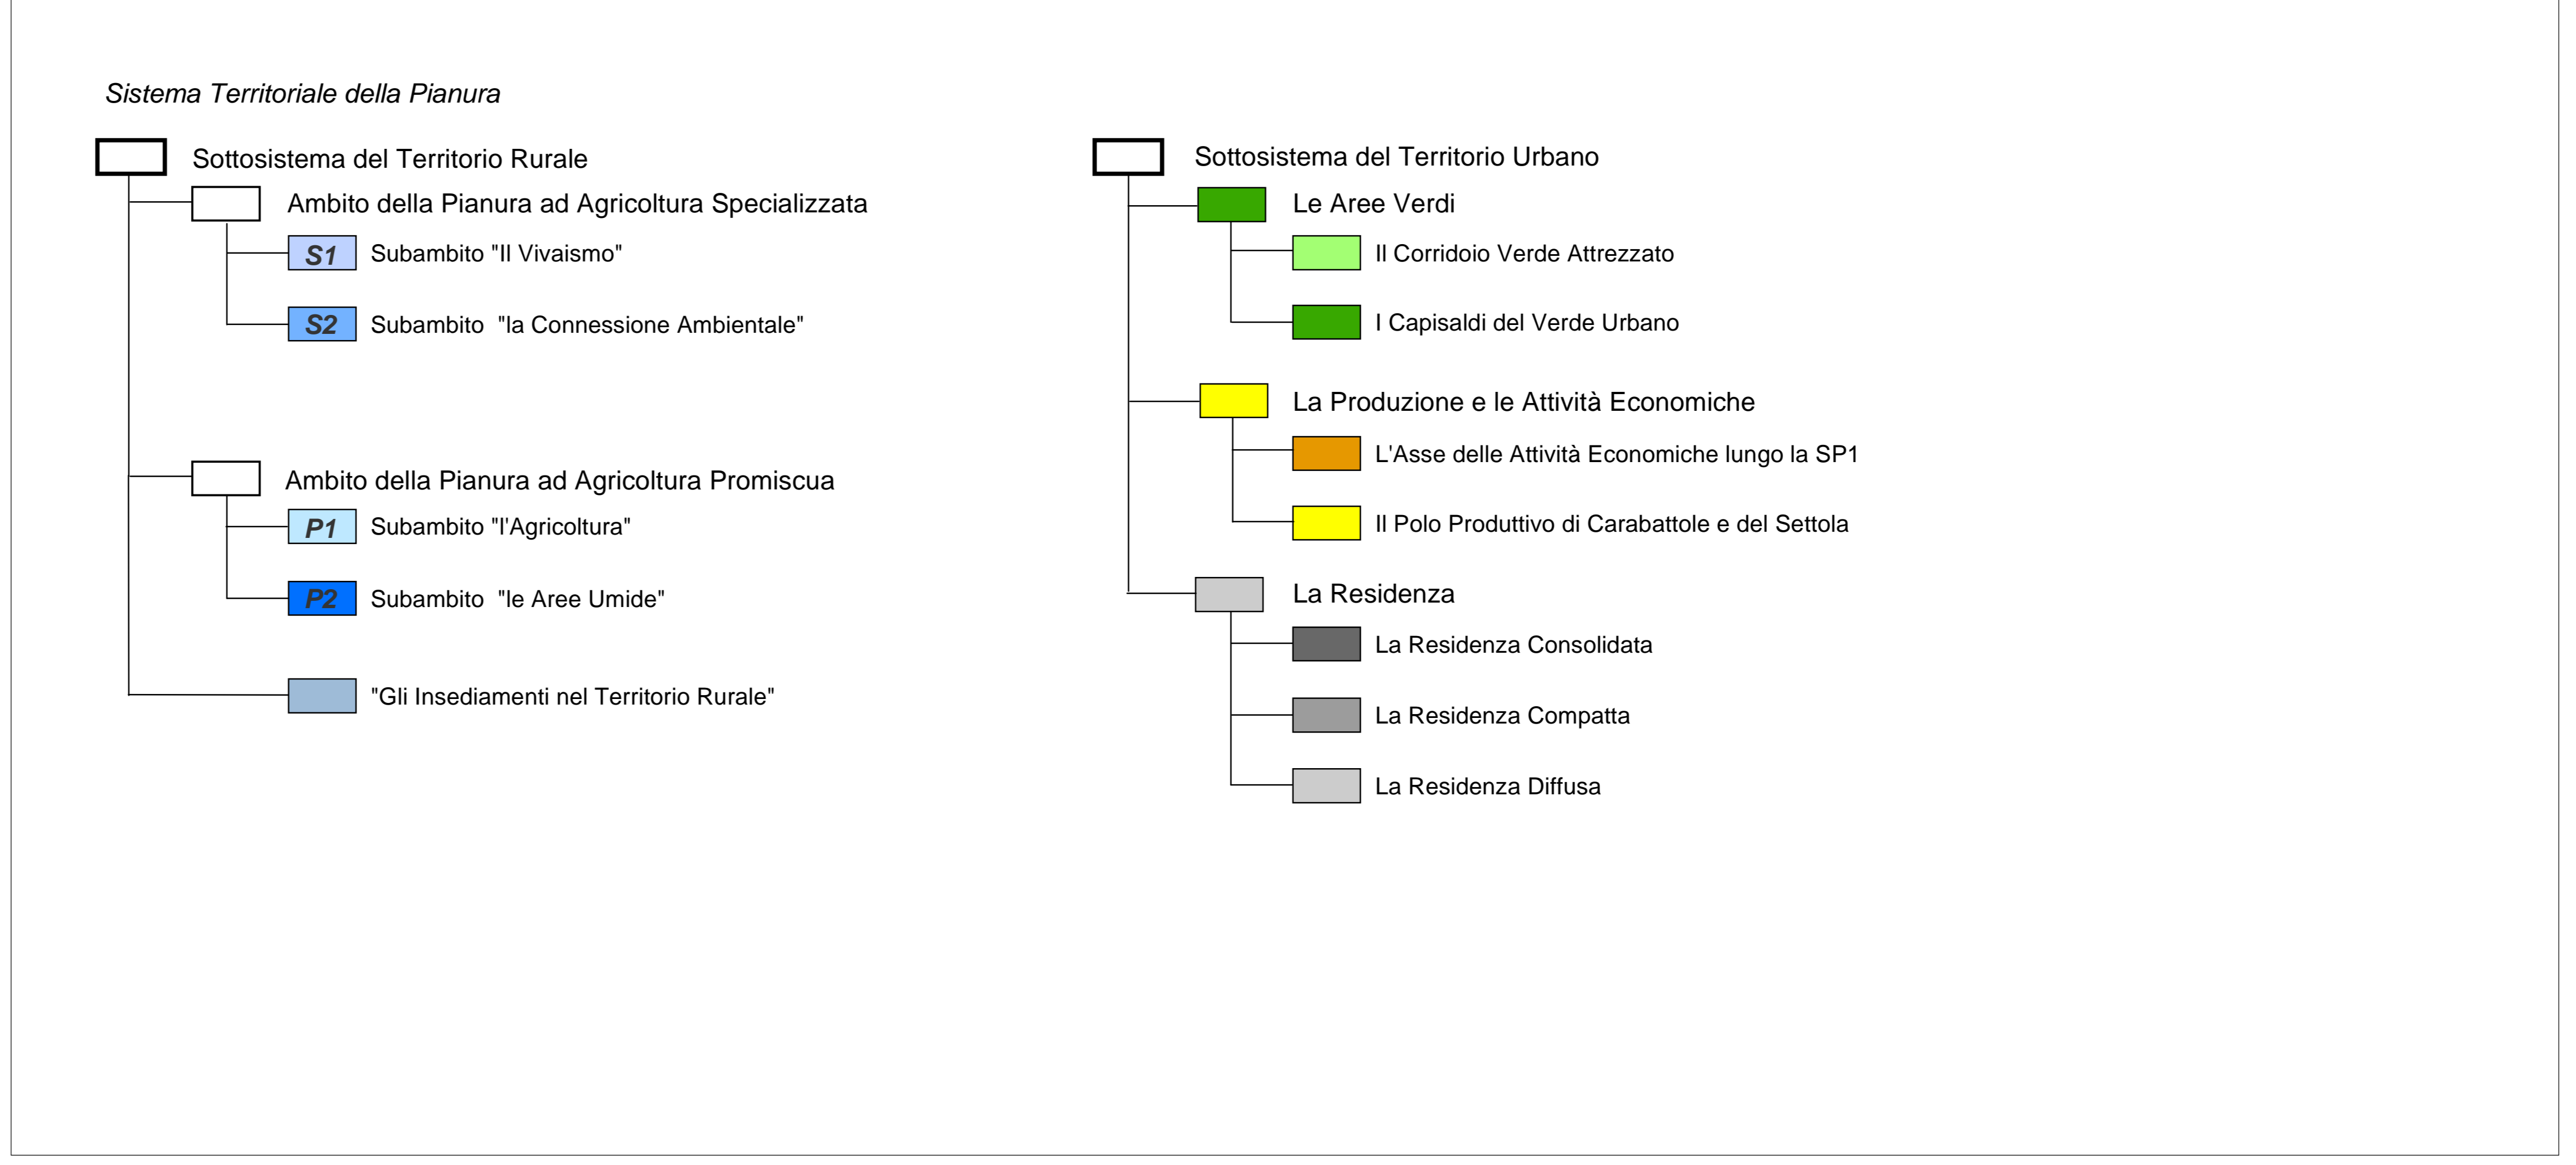 Sistema Territoriale della Pianura
Sottosistema del Territorio Rurale
Ambito della Pianura ad Agricoltura Specializzata
S1 Subambito "Il Vivaismo"
S2 Subambito "la Connessione Ambientale"
Ambito della Pianura ad Agricoltura Promiscua
P1 Subambito "l'Agricoltura"
P2 Subambito "le Aree Umide"
"Gli Insediamenti nel Territorio Rurale"
Sottosistema del Territorio Urbano
Le Aree Verdi
Il Corridoio Verde Attrezzato
I Capisaldi del Verde Urbano
La Produzione e le Attività Economiche
L'Asse delle Attività Economiche lungo la SP1
Il Polo Produttivo di Carabattole e del Settola
La Residenza
La Residenza Consolidata
La Residenza Compatta
La Residenza Diffusa